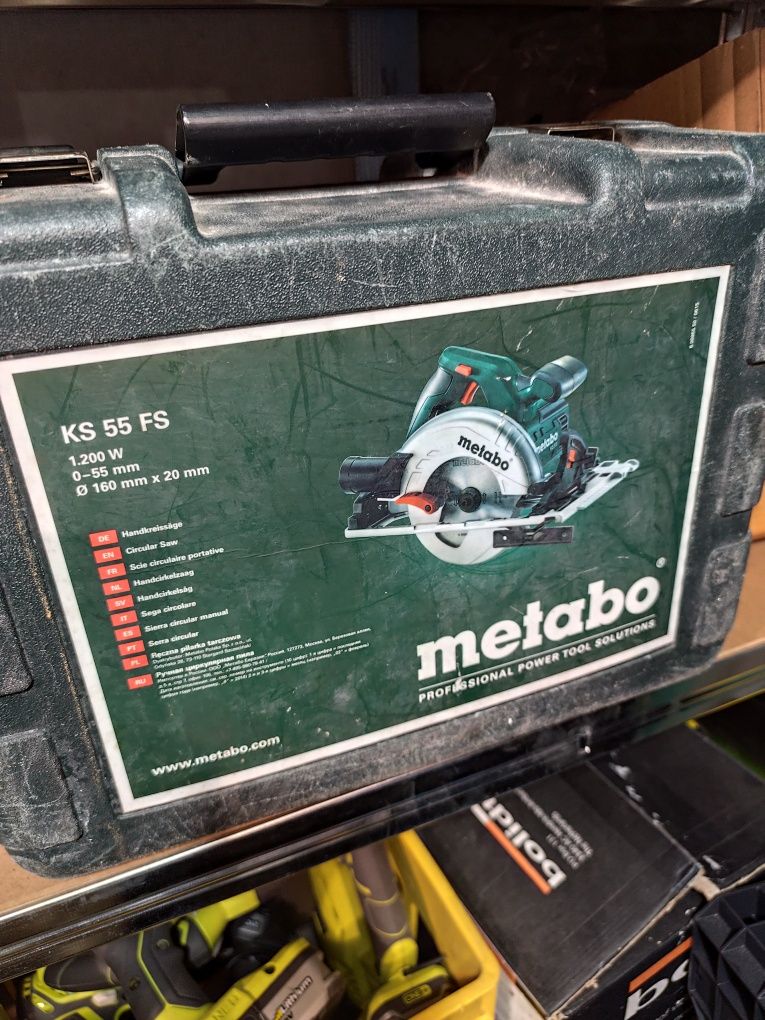 KS 55 FS
1.200 W
0–55 mm
Ø 160 mm x 20 mm
metabo
metabo
DE Handkreissäge
EN Circular Saw
FR Scie circulaire portative
NL Handcirkelzaag
SV Handcirkelsåg
IT Sega circolare
ES Sierra circular manual
PT Serra circular
PL Ręczna pilarka tarczowa
RU Ручная циркулярная пила
metabo®
PROFESSIONAL POWER TOOL SOLUTIONS
www.metabo.com